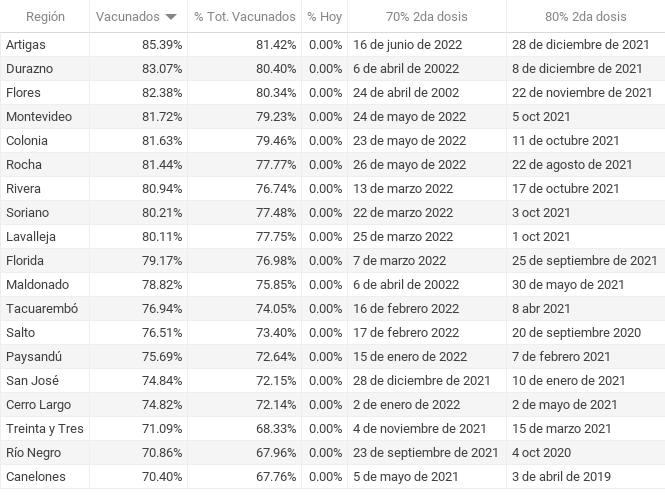 Región Vacunados % Tot. Vacunados % Hoy 70% 2da dosis 80% 2da dosis
Artigas 85.39% 81.42% 0.00% 16 de junio de 2022 28 de diciembre de 2021
Durazno 83.07% 80.40% 0.00% 6 de abril de 20022 8 de diciembre de 2021
Flores 82.38% 80.34% 0.00% 24 de abril de 2002 22 de noviembre de 2021
Montevideo 81.72% 79.23% 0.00% 24 de mayo de 2022 5 oct 2021
Colonia 81.63% 79.46% 0.00% 23 de mayo de 2022 11 de octubre 2021
Rocha 81.44% 77.77% 0.00% 26 de mayo de 2022 22 de agosto de 2021
Rivera 80.94% 76.74% 0.00% 13 de marzo 2022 17 de octubre 2021
Soriano 80.21% 77.48% 0.00% 22 de marzo 2022 3 oct 2021
Lavalleja 80.11% 77.75% 0.00% 25 de marzo 2022 1 oct 2021
Florida 79.17% 76.98% 0.00% 7 de marzo 2022 25 de septiembre de 2021
Maldonado 78.82% 75.85% 0.00% 6 de abril de 20022 30 de mayo de 2021
Tacuarembó 76.94% 74.05% 0.00% 16 de febrero 2022 8 abr 2021
Salto 76.51% 73.40% 0.00% 17 de febrero 2022 20 de septiembre 2020
Paysandú 75.69% 72.64% 0.00% 15 de enero de 2022 7 de febrero 2021
San José 74.84% 72.15% 0.00% 28 de diciembre de 2021 10 de enero de 2021
Cerro Largo 74.82% 72.14% 0.00% 2 de enero de 2022 2 de mayo de 2021
Treinta y Tres 71.09% 68.33% 0.00% 4 de noviembre de 2021 15 de marzo 2021
Río Negro 70.86% 67.96% 0.00% 23 de septiembre de 2021 4 oct 2020
Canelones 70.40% 67.76% 0.00% 5 de mayo de 2021 3 de abril de 2019